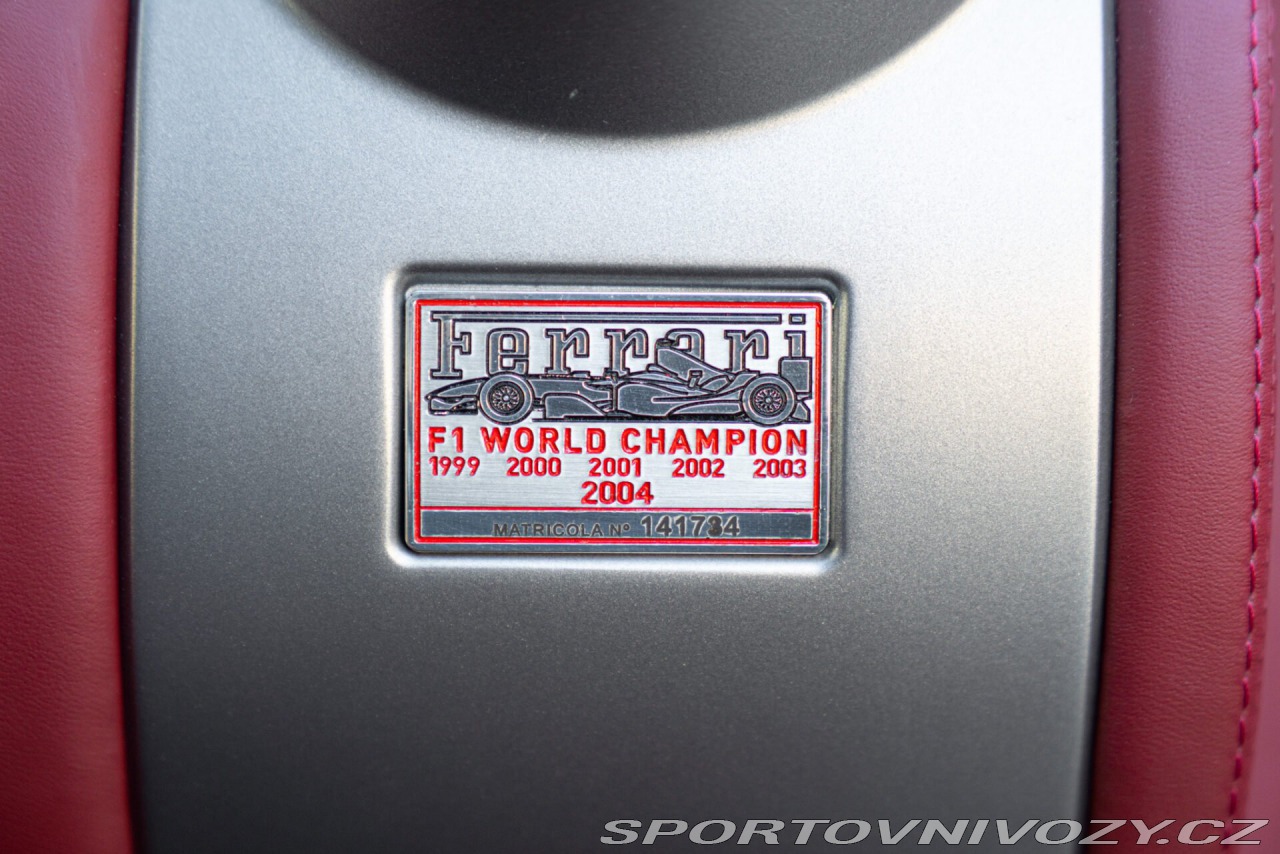 Ferrari
F1 WORLD CHAMPION
1999 2000 2001 2002 2003
2004
MATRICOLA Nº 141734
SPORTOVNIVOZY.CZ